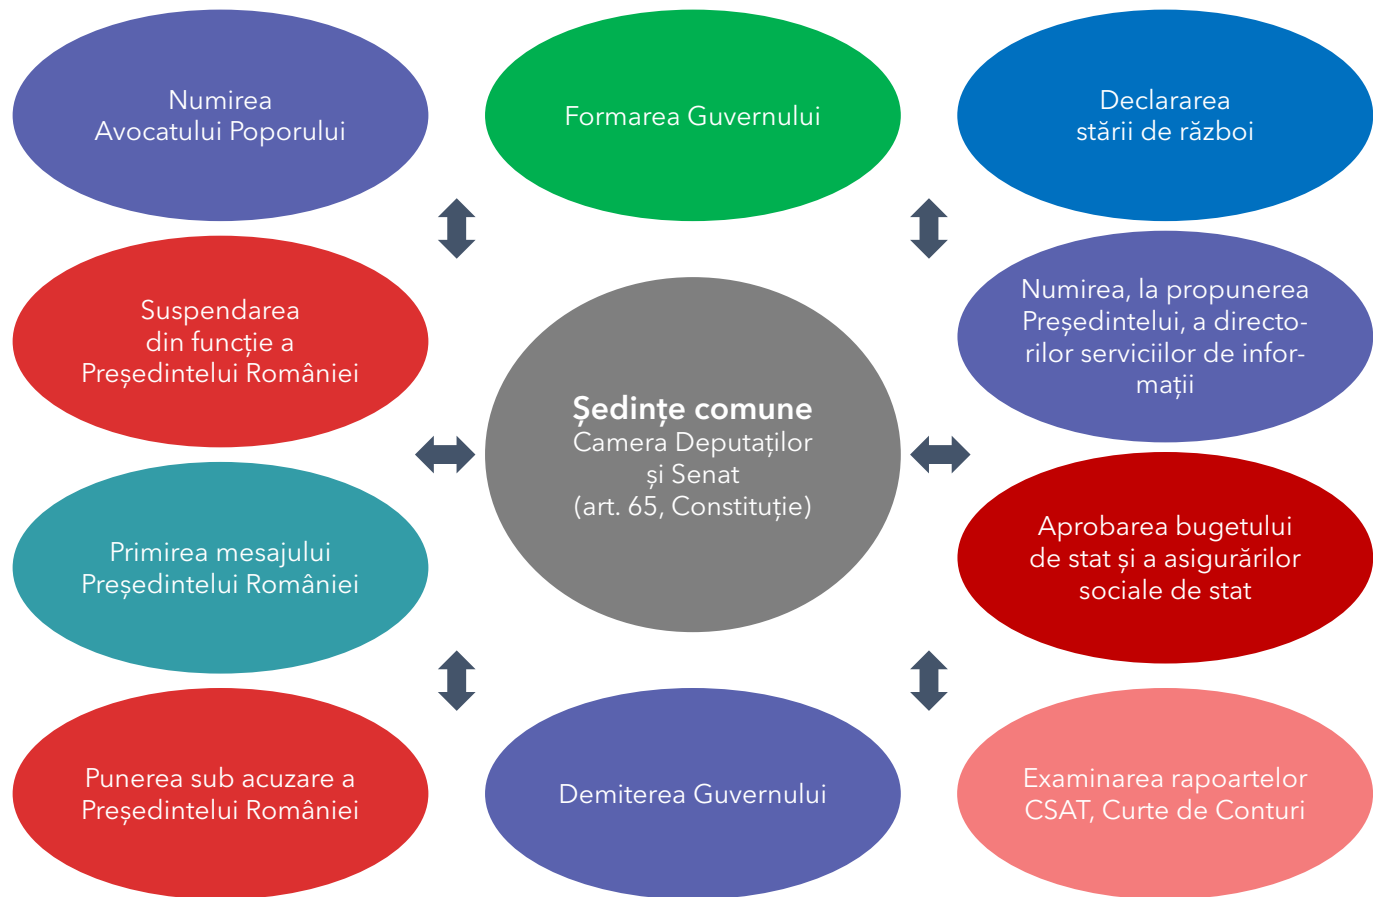 Numirea
Avocatului Poporului
Formarea Guvernului
Declararea
stării de război
Suspendarea
din funcție a
Președintelui României
Numirea, la propunerea
Președintelui, a directo-
rilor serviciilor de infor-
mații
Ședințe comune
Camera Deputaților
și Senat
(art. 65, Constituție)
Primirea mesajului
Președintelui României
Aprobarea bugetului
de stat și a asigurărilor
sociale de stat
Punerea sub acuzare a
Președintelui României
Demiterea Guvernului
Examinarea rapoartelor
CSAT, Curte de Conturi